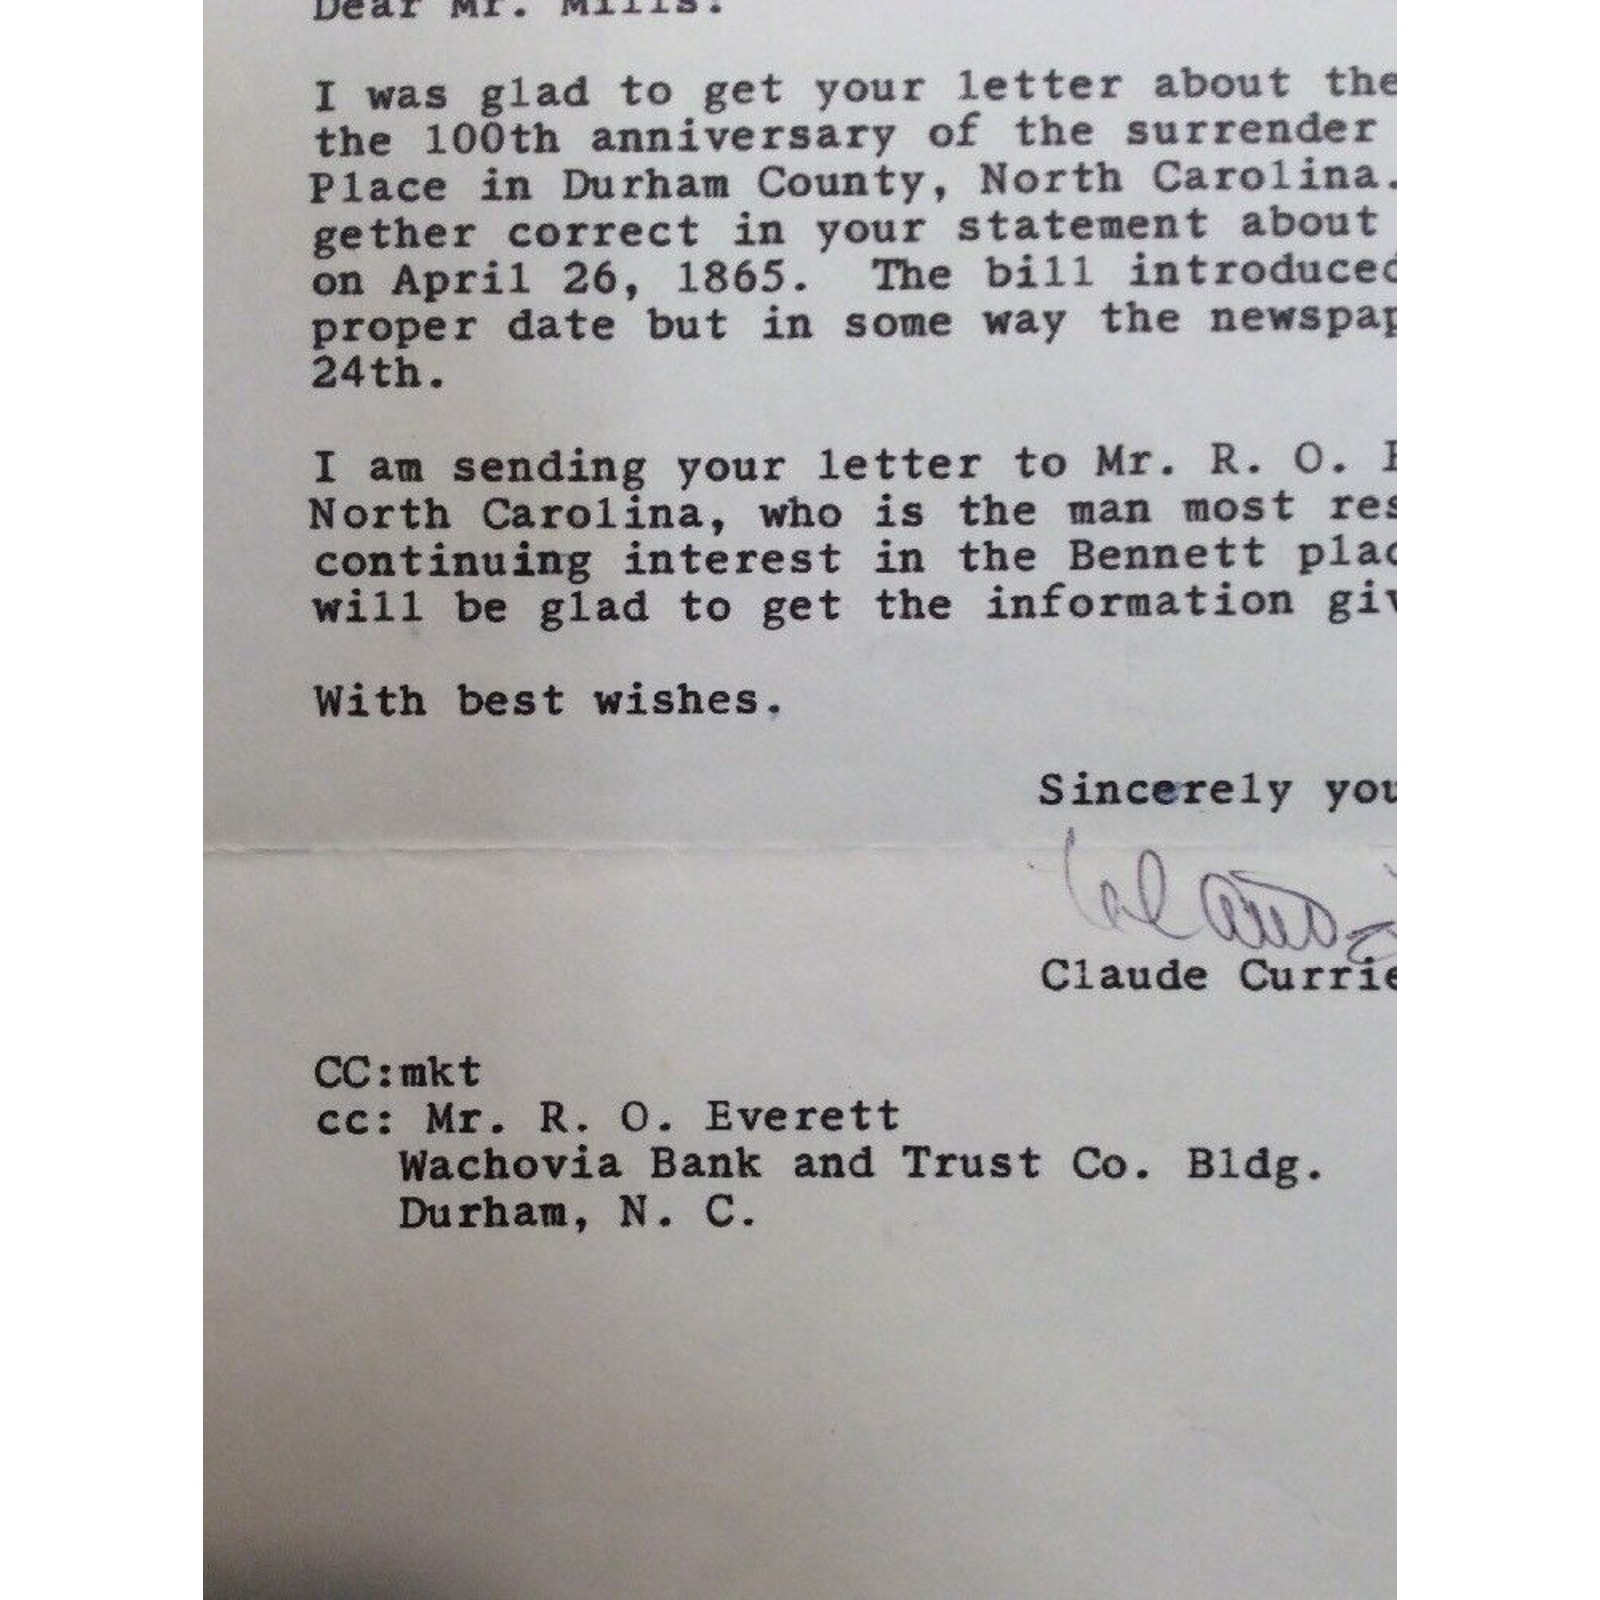 Dear Mr. Mills:
I was glad to get your letter about the
the 100th anniversary of the surrender
Place in Durham County, North Carolina.
gether correct in your statement about
on April 26, 1865. The bill introduced
proper date but in some way the newspap
24th.
I am sending your letter to Mr. R. O. E
North Carolina, who is the man most res
continuing interest in the Bennett plac
will be glad to get the information giv
With best wishes.
Sincerely you
Claude Currie
CC:mkt
cc: Mr. R. O. Everett
Wachovia Bank and Trust Co. Bldg.
Durham, N. C.